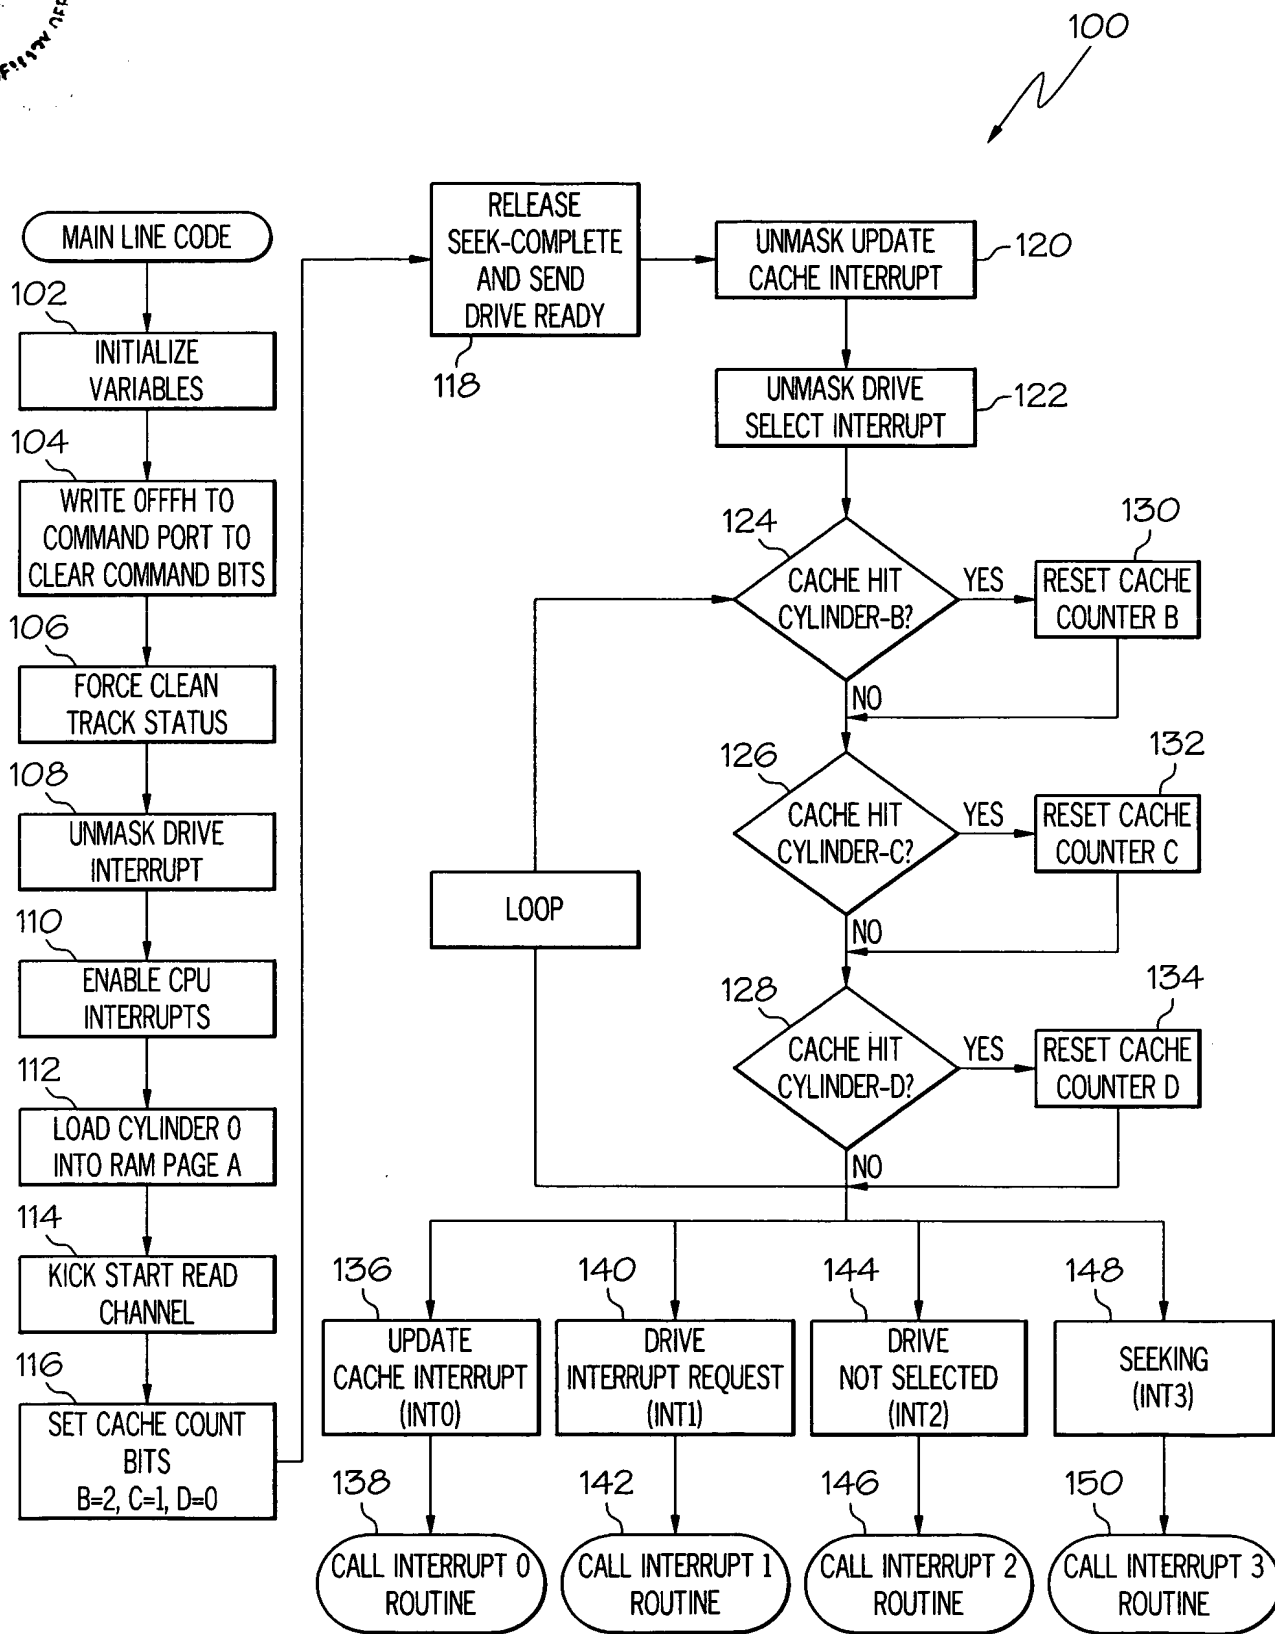 100
MAIN LINE CODE
102
INITIALIZE
VARIABLES
104
WRITE OFFFH TO
COMMAND PORT TO
CLEAR COMMAND BITS
106
FORCE CLEAN
TRACK STATUS
108
UNMASK DRIVE
INTERRUPT
110
ENABLE CPU
INTERRUPTS
112
LOAD CYLINDER 0
INTO RAM PAGE A
114
KICK START READ
CHANNEL
116
SET CACHE COUNT
BITS
B=2, C=1, D=0
RELEASE
SEEK-COMPLETE
AND SEND
DRIVE READY
118
UNMASK UPDATE
CACHE INTERRUPT
120
UNMASK DRIVE
SELECT INTERRUPT
122
124
CACHE HIT
CYLINDER-B?
YES
NO
130
RESET CACHE
COUNTER B
126
CACHE HIT
CYLINDER-C?
YES
NO
132
RESET CACHE
COUNTER C
LOOP
128
CACHE HIT
CYLINDER-D?
YES
NO
134
RESET CACHE
COUNTER D
136
UPDATE
CACHE INTERRUPT
(INT0)
138
CALL INTERRUPT 0
ROUTINE
140
DRIVE
INTERRUPT REQUEST
(INT1)
142
CALL INTERRUPT 1
ROUTINE
144
DRIVE
NOT SELECTED
(INT2)
146
CALL INTERRUPT 2
ROUTINE
148
SEEKING
(INT3)
150
CALL INTERRUPT 3
ROUTINE